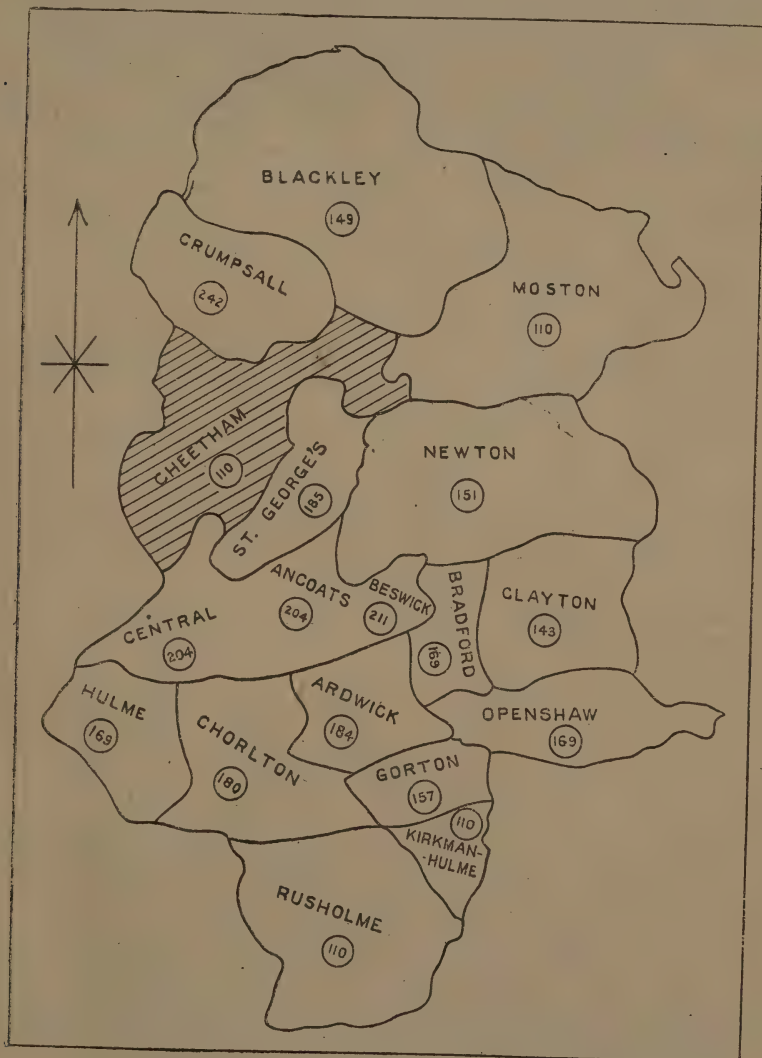 BLACKLEY
149
CRUMPSALL
242
MOSTON
110
CHEETHAM
110
ST. GEORGE'S
185
NEWTON
151
ANCOATS
204
BESWICK
211
BRADFORD
169
CLAYTON
143
CENTRAL
204
HULME
169
CHORLTON
180
ARDWICK
184
OPENSHAW
169
GORTON
157
110
KIRKMAN-
-HULME
RUSHOLME
110